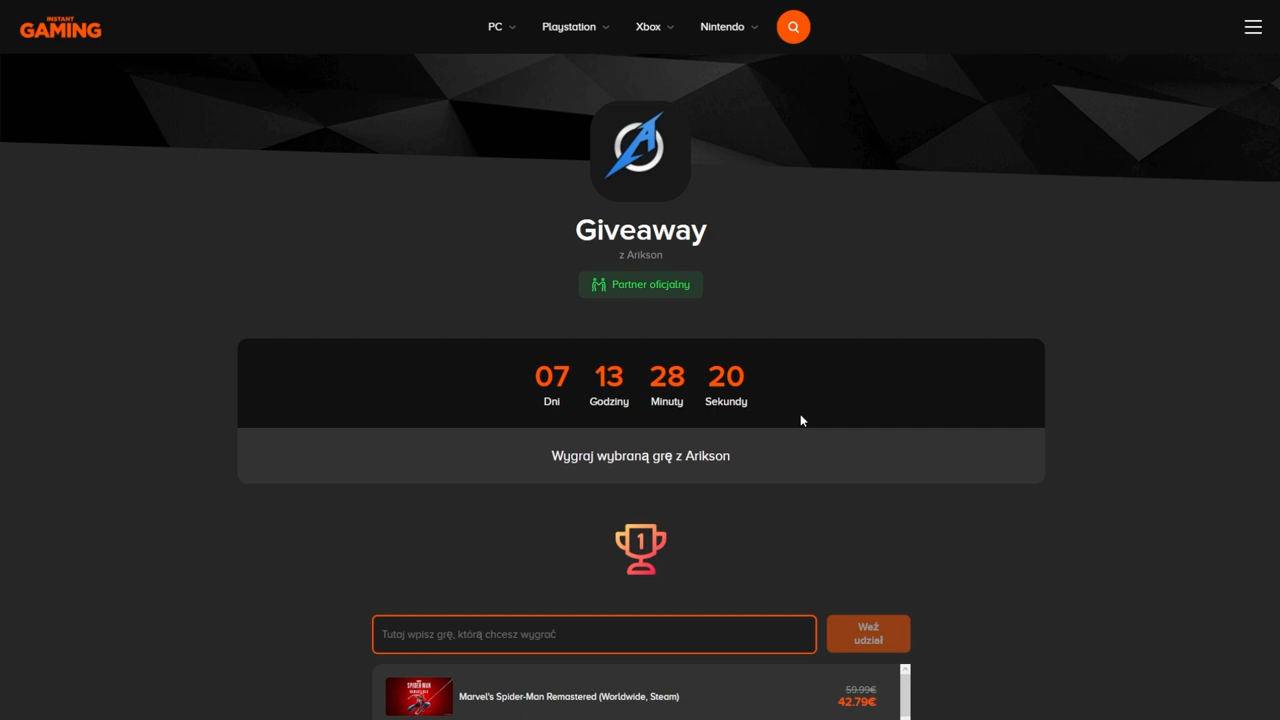 INSTANT
GAMING
PC
Playstation
Xbox
Nintendo
Giveaway
z Arikson
Partner oficjalny
07 13 28 20
Dni Godziny Minuty Sekundy
Wygraj wybraną grę z Arikson
1
Tutaj wpisz grę, którą chcesz wygrać
Weź
udział
Marvel's Spider-Man Remastered (Worldwide, Steam)
59.99€
42.79€